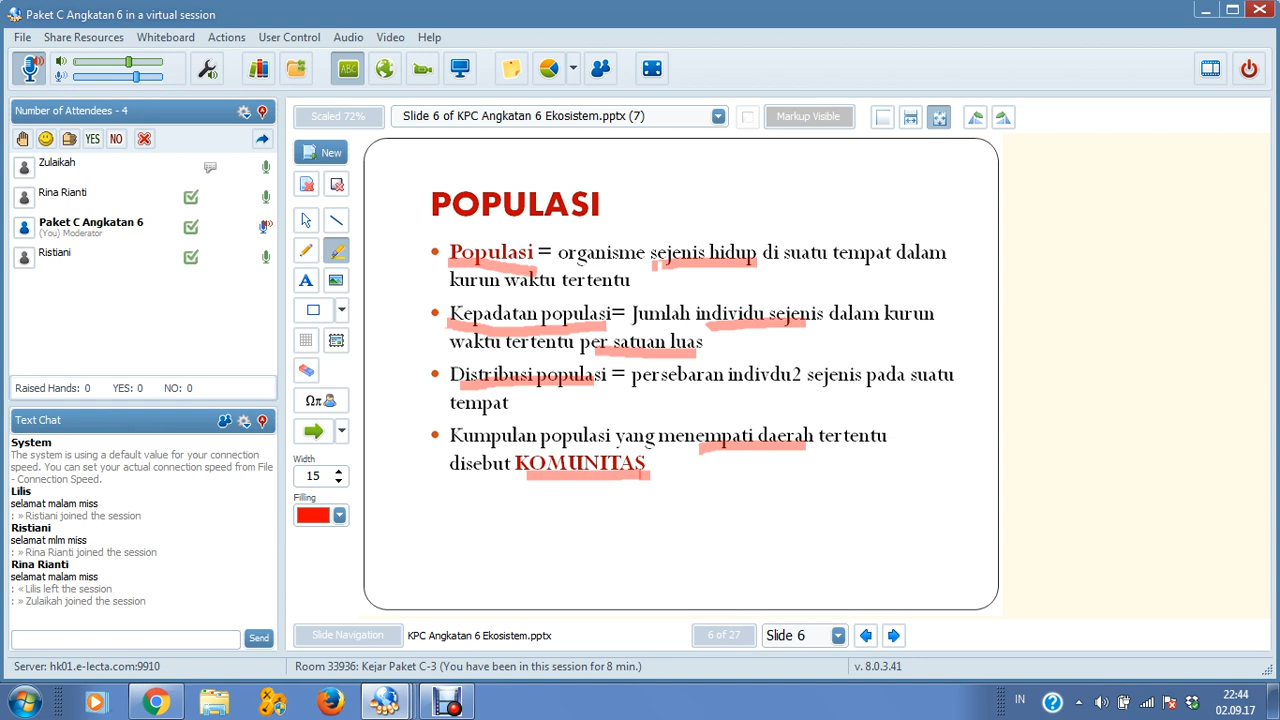 Paket C Angkatan 6 in a virtual session
File Share Resources Whiteboard Actions User Control Audio Video Help
ABC
Number of Attendees - 4
YES NO
Zulaikah
Rina Rianti
Paket C Angkatan 6
(You) Moderator
Ristiani
Raised Hands: 0 YES: 0 NO: 0
Text Chat
System
The system is using a default value for your connection
speed. You can set your actual connection speed from File
- Connection Speed.
Lilis
selamat malam miss
: » Ristiani joined the session
Ristiani
selamat mlm miss
: » Rina Rianti joined the session
Rina Rianti
selamat malam miss
: « Lilis left the session
: » Zulaikah joined the session
Send
Scaled 72%
Slide 6 of KPC Angkatan 6 Ekosistem.pptx (7)
Markup Visible
New
A
Ωπ
Width
15
Filling
POPULASI
• Populasi = organisme sejenis hidup di suatu tempat dalam
kurun waktu tertentu
• Kepadatan populasi= Jumlah individu sejenis dalam kurun
waktu tertentu per satuan luas
• Distribusi populasi = persebaran indivdu2 sejenis pada suatu
tempat
• Kumpulan populasi yang menempati daerah tertentu
disebut KOMUNITAS
Slide Navigation KPC Angkatan 6 Ekosistem.pptx 6 of 27 Slide 6
Server: hk01.e-lecta.com:9910 Room 33936: Kejar Paket C-3 (You have been in this session for 8 min.) v. 8.0.3.41
IN
22:44
02.09.17